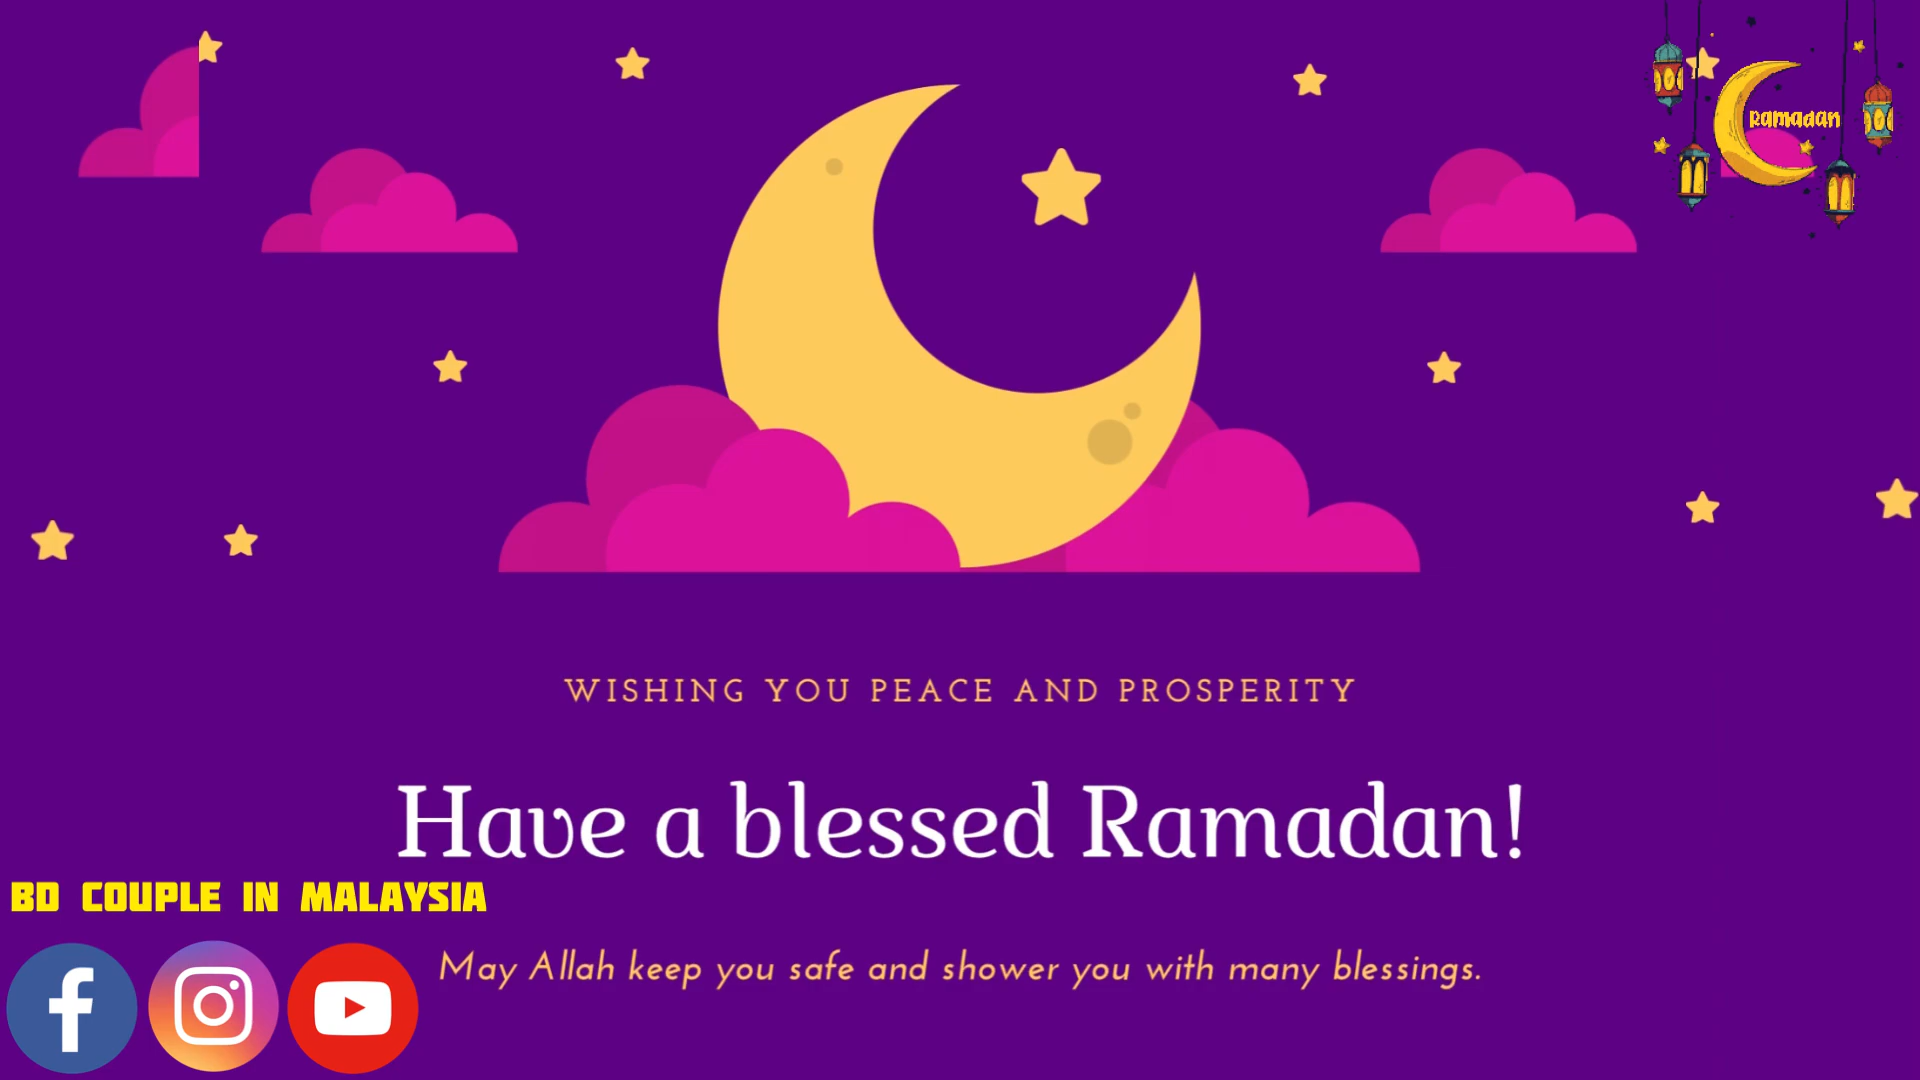 Ramadan
WISHING YOU PEACE AND PROSPERITY
Have a blessed Ramadan!
BD COUPLE IN MALAYSIA
May Allah keep you safe and shower you with many blessings.